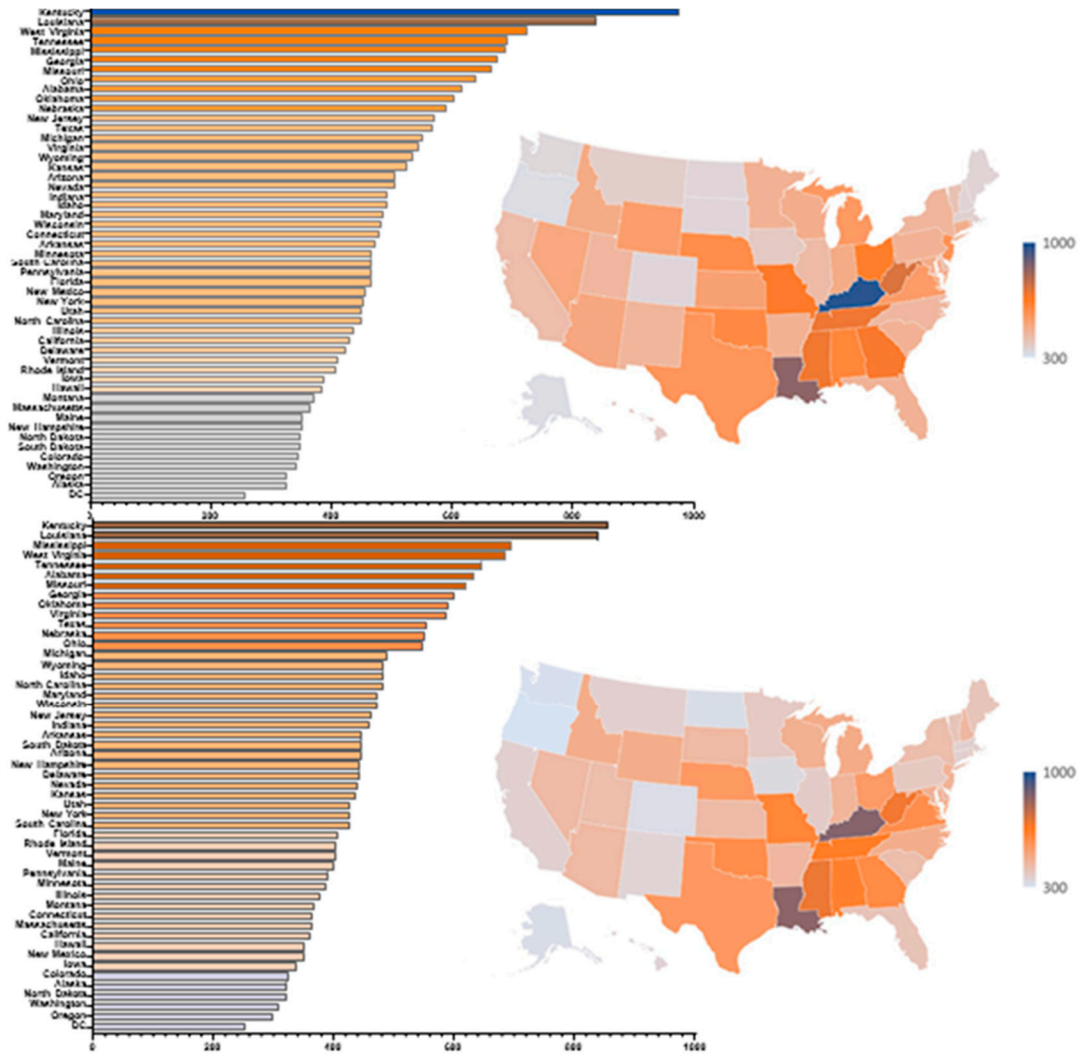 Kentucky
Louisiana
West Virginia
Tennessee
Mississippi
Georgia
Missouri
Ohio
Alabama
Oklahoma
Nebraska
New Jersey
Texas
Michigan
Virginia
Wyoming
Kansas
Arizona
Nevada
Indiana
Idaho
Maryland
Wisconsin
Connecticut
Arkansas
Minnesota
South Carolina
Pennsylvania
Florida
New Mexico
New York
Utah
North Carolina
Illinois
California
Delaware
Vermont
Rhode Island
Iowa
Hawaii
Montana
Massachusetts
Maine
New Hampshire
North Dakota
South Dakota
Colorado
Washington
Oregon
Alaska
DC
0 200 400 600 800 1000
1000
300
Kentucky
Louisiana
Mississippi
West Virginia
Tennessee
Alabama
Missouri
Georgia
Oklahoma
Virginia
Texas
Nebraska
Ohio
Michigan
Wyoming
Idaho
North Carolina
Maryland
Wisconsin
New Jersey
Indiana
Arkansas
South Dakota
Arizona
New Hampshire
Delaware
Nevada
Kansas
Utah
New York
South Carolina
Florida
Rhode Island
Vermont
Maine
Pennsylvania
Minnesota
Illinois
Montana
Connecticut
Massachusetts
California
Hawaii
New Mexico
Iowa
Colorado
Alaska
North Dakota
Washington
Oregon
DC
0 200 400 600 800 1000
1000
300